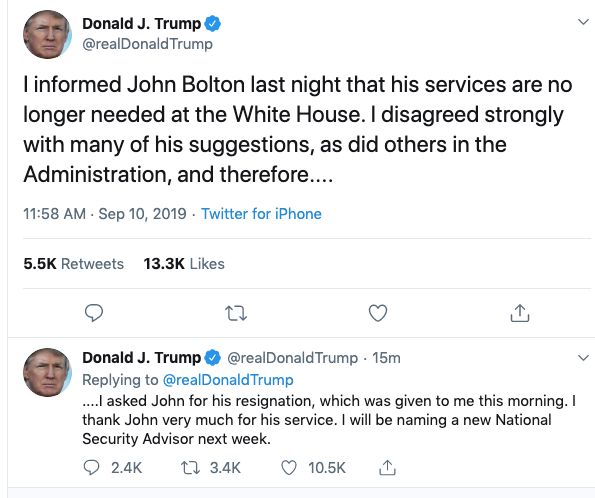 Donald J. Trump
@realDonaldTrump
I informed John Bolton last night that his services are no
longer needed at the White House. I disagreed strongly
with many of his suggestions, as did others in the
Administration, and therefore....
11:58 AM · Sep 10, 2019 · Twitter for iPhone
5.5K Retweets 13.3K Likes
Donald J. Trump @realDonaldTrump · 15m
Replying to @realDonaldTrump
....I asked John for his resignation, which was given to me this morning. I
thank John very much for his service. I will be naming a new National
Security Advisor next week.
2.4K 3.4K 10.5K